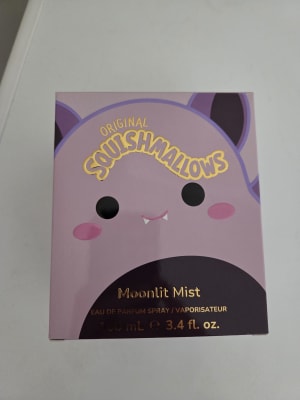 ORIGINAL
SQUISHMALLOWS
Moonlit Mist
EAU DE PARFUM SPRAY / VAPORISATEUR
100 mL ℮ 3.4 fl. oz.